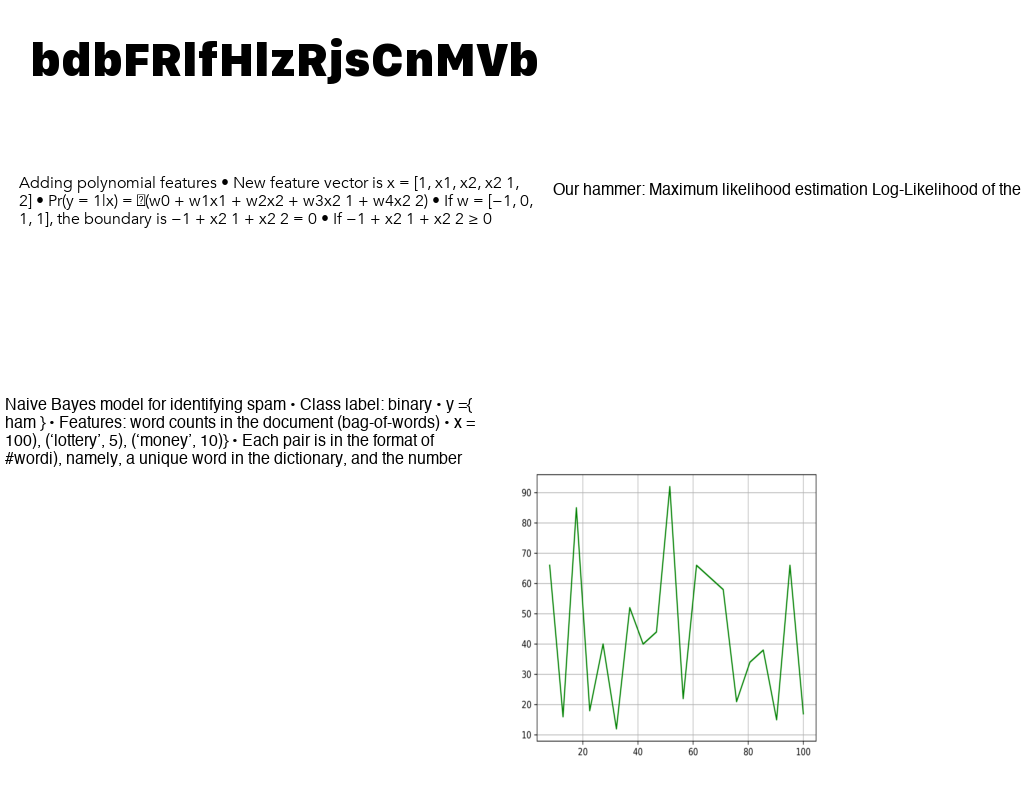 bdbFRlfHlzRjsCnMVb
Adding polynomial features • New feature vector is x = [1, x1, x2, x2 1,
2] • Pr(y = 1|x) = (w0 + w1x1 + w2x2 + w3x2 1 + w4x2 2) • If w = [−1, 0,
1, 1], the boundary is −1 + x2 1 + x2 2 = 0 • If −1 + x2 1 + x2 2 ≥ 0
Our hammer: Maximum likelihood estimation Log-Likelihood of the
Naive Bayes model for identifying spam • Class label: binary • y ={
ham } • Features: word counts in the document (bag-of-words) • x =
100), (‘lottery’, 5), (‘money’, 10)} • Each pair is in the format of
#wordi), namely, a unique word in the dictionary, and the number
90
80
70
60
50
40
30
20
10
20 40 60 80 100